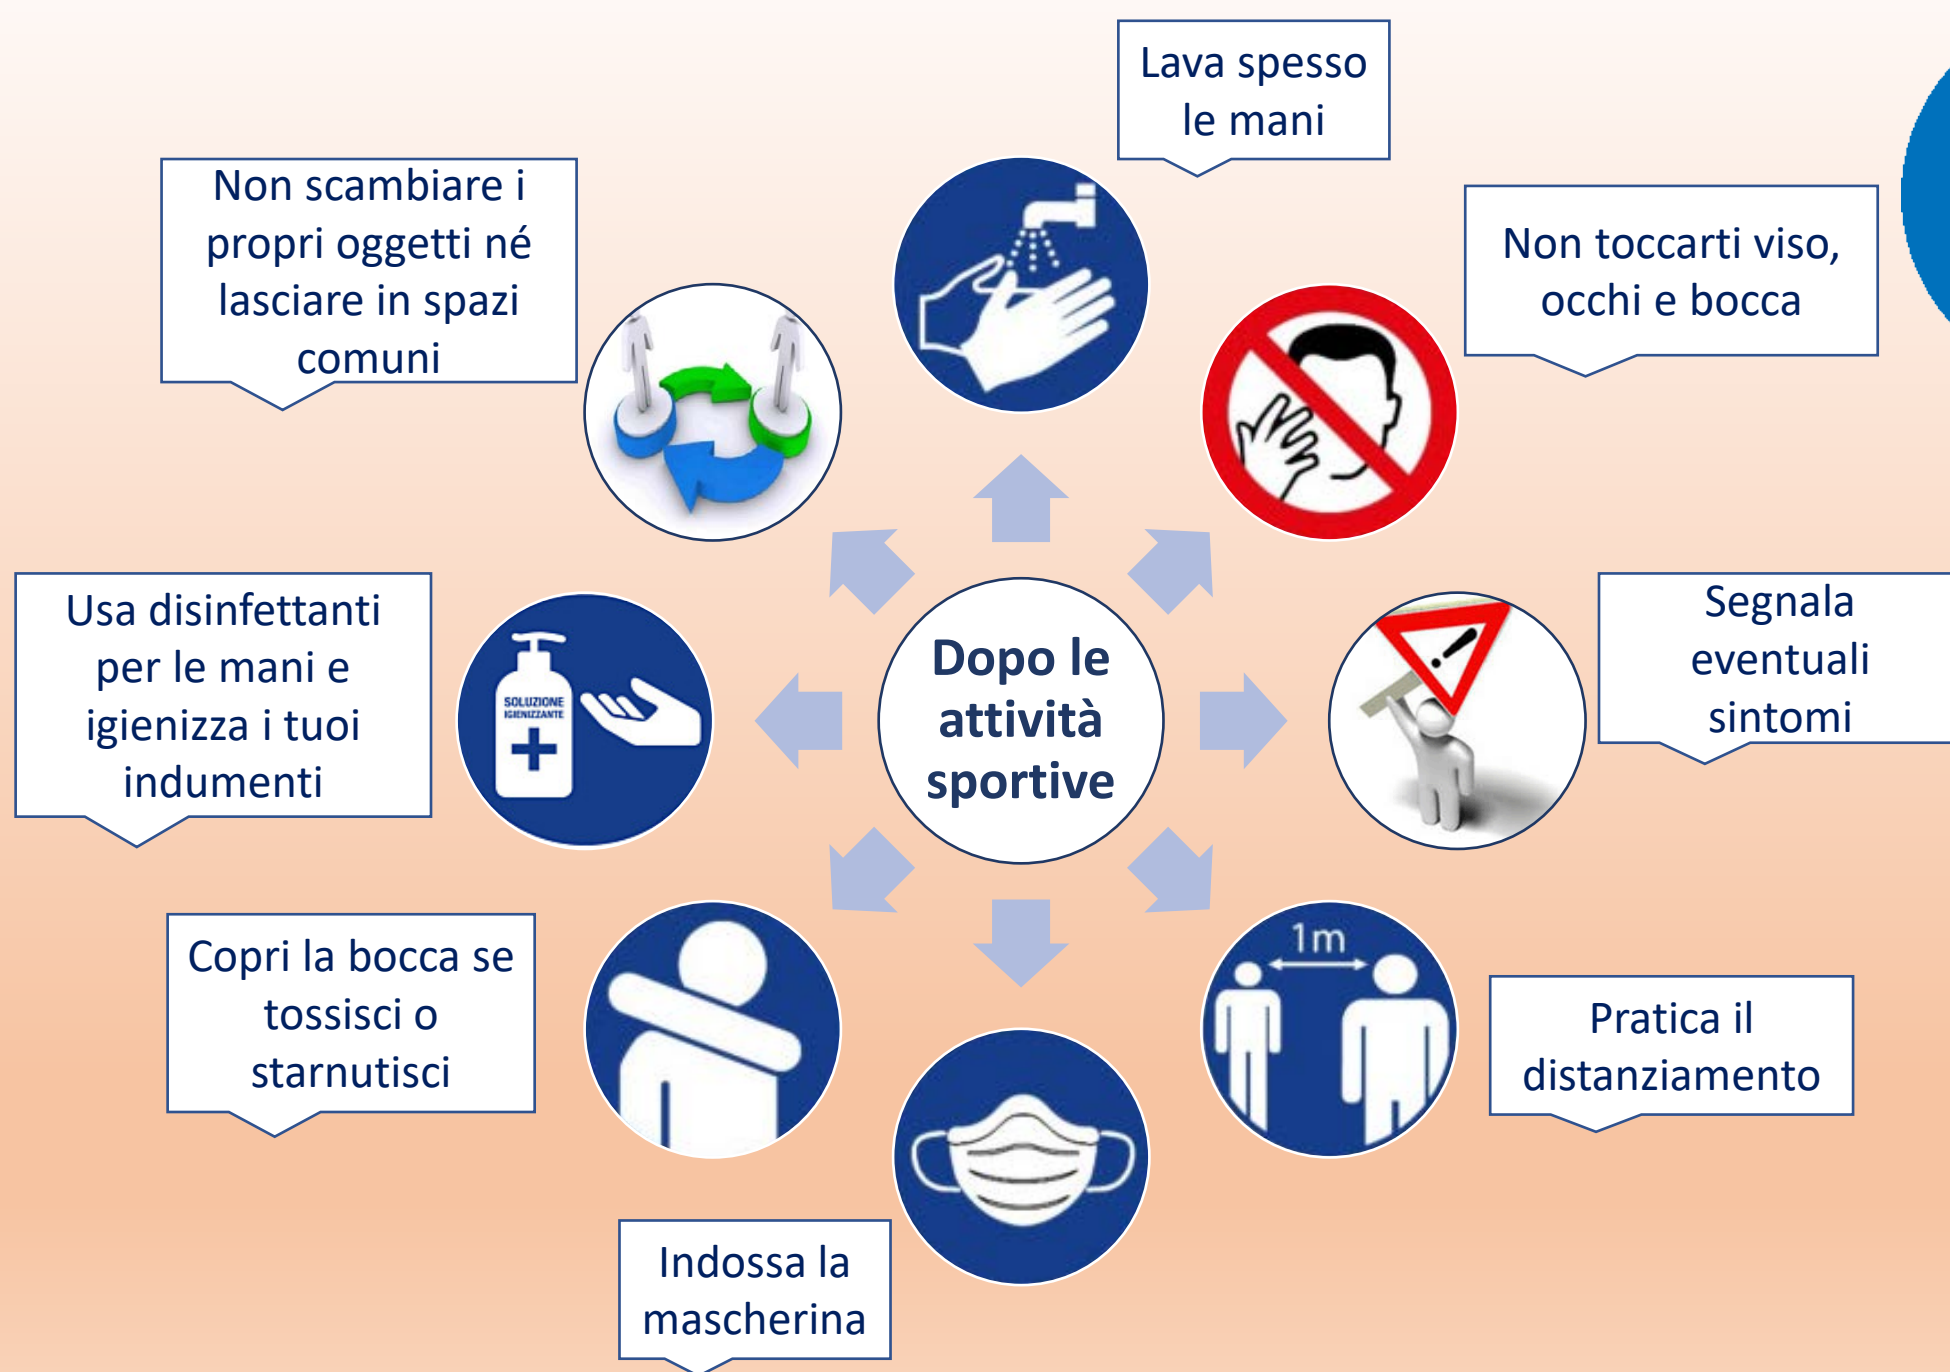 Lava spesso
le mani
Non scambiare i
propri oggetti né
lasciare in spazi
comuni
Non toccarti viso,
occhi e bocca
Usa disinfettanti
per le mani e
igienizza i tuoi
indumenti
SOLUZIONE
IGIENIZZANTE
Dopo le
attività
sportive
Segnala
eventuali
sintomi
Copri la bocca se
tossisci o
starnutisci
1m
Pratica il
distanziamento
Indossa la
mascherina